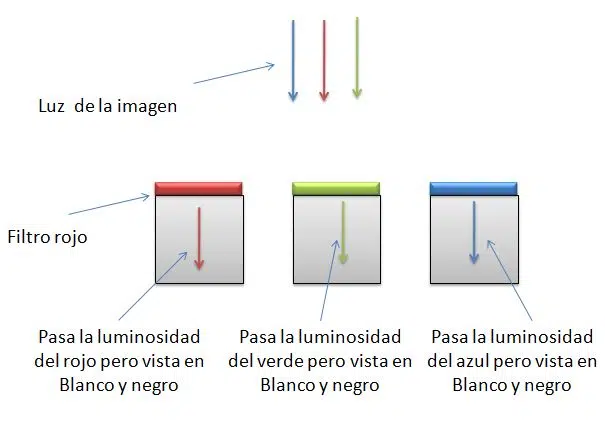 Luz de la imagen
Filtro rojo
Pasa la luminosidad
del rojo pero vista en
Blanco y negro
Pasa la luminosidad
del verde pero vista en
Blanco y negro
Pasa la luminosidad
del azul pero vista en
Blanco y negro